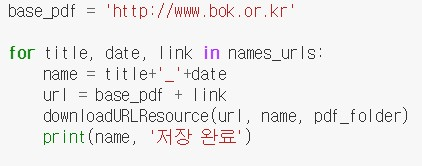 base_pdf = 'http://www.bok.or.kr'
for title, date, link in names_urls:
name = title+'_'+date
url = base_pdf + link
downloadURLResource(url, name, pdf_folder)
print(name, '저장 완료')